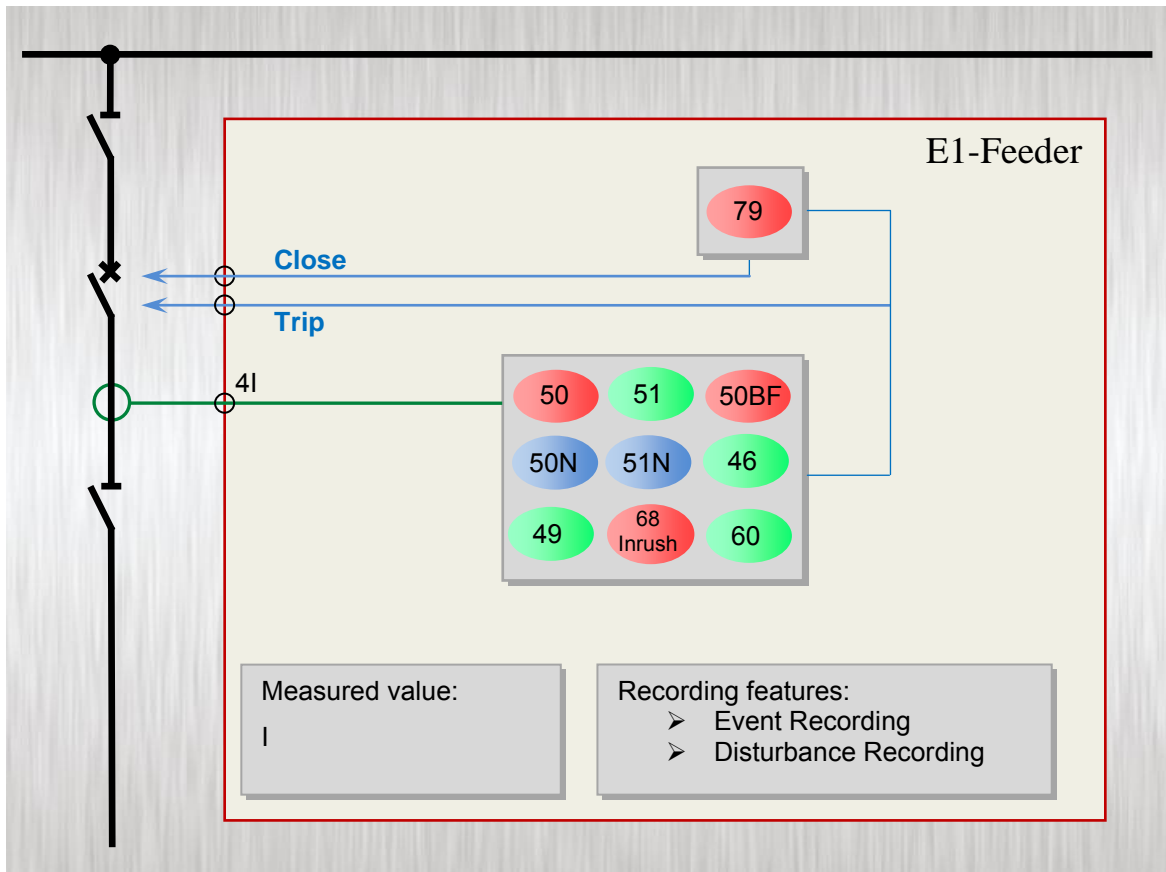 E1-Feeder
79
Close
Trip
4I
50 51 50BF
50N 51N 46
49 68 60
Inrush
Measured value:
I
Recording features:
➢ Event Recording
➢ Disturbance Recording